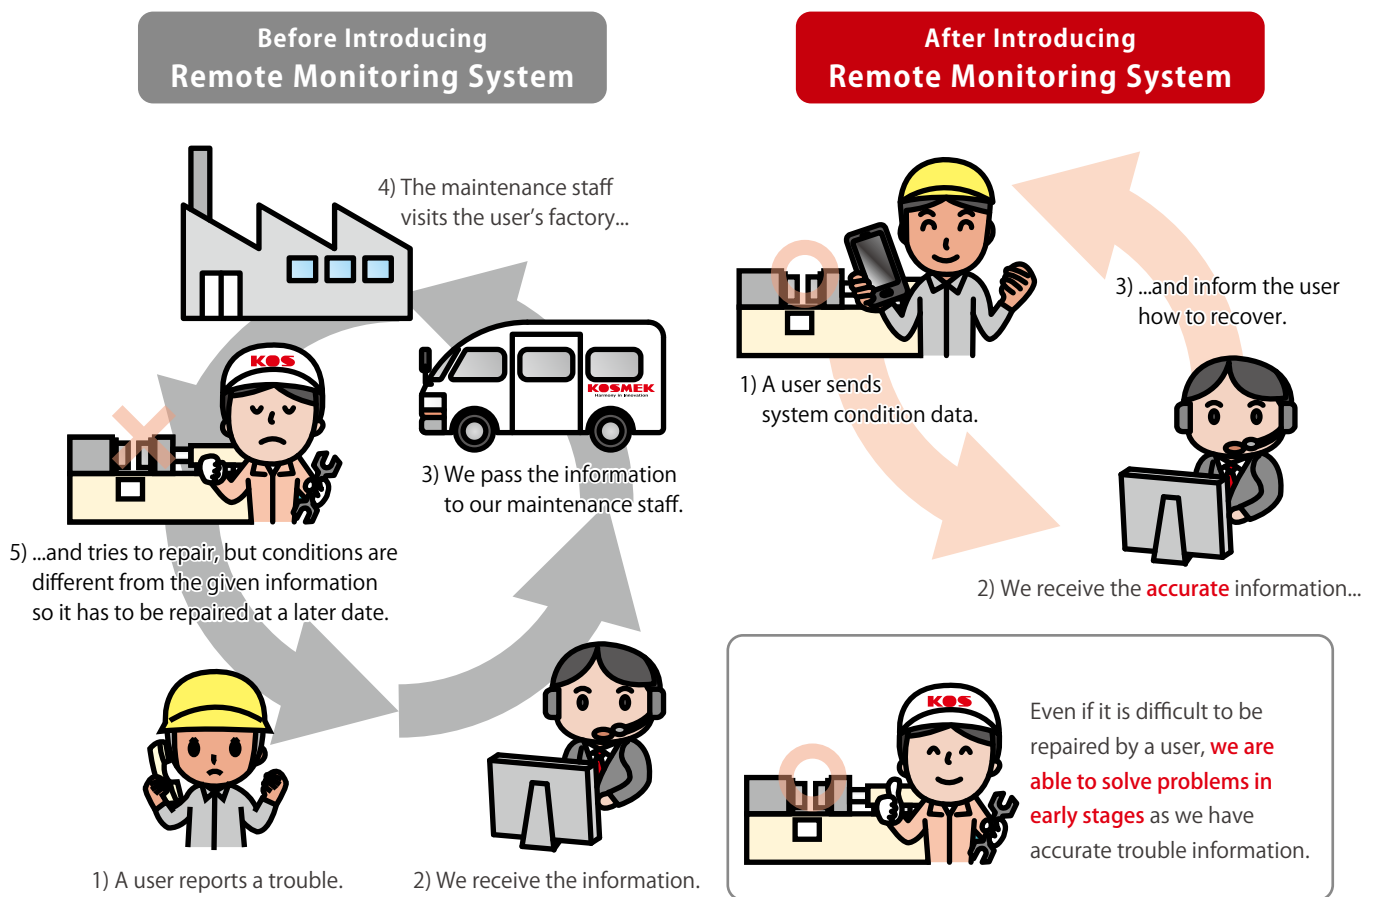 Before Introducing
Remote Monitoring System
4) The maintenance staff
visits the user's factory...
KOS
KOSMEK
Harmony in Innovation
3) We pass the information
to our maintenance staff.
5) ...and tries to repair, but conditions are
different from the given information
so it has to be repaired at a later date.
1) A user reports a trouble.
2) We receive the information.
After Introducing
Remote Monitoring System
3) ...and inform the user
how to recover.
1) A user sends
system condition data.
2) We receive the accurate information...
KOS
Even if it is difficult to be
repaired by a user, we are
able to solve problems in
early stages as we have
accurate trouble information.